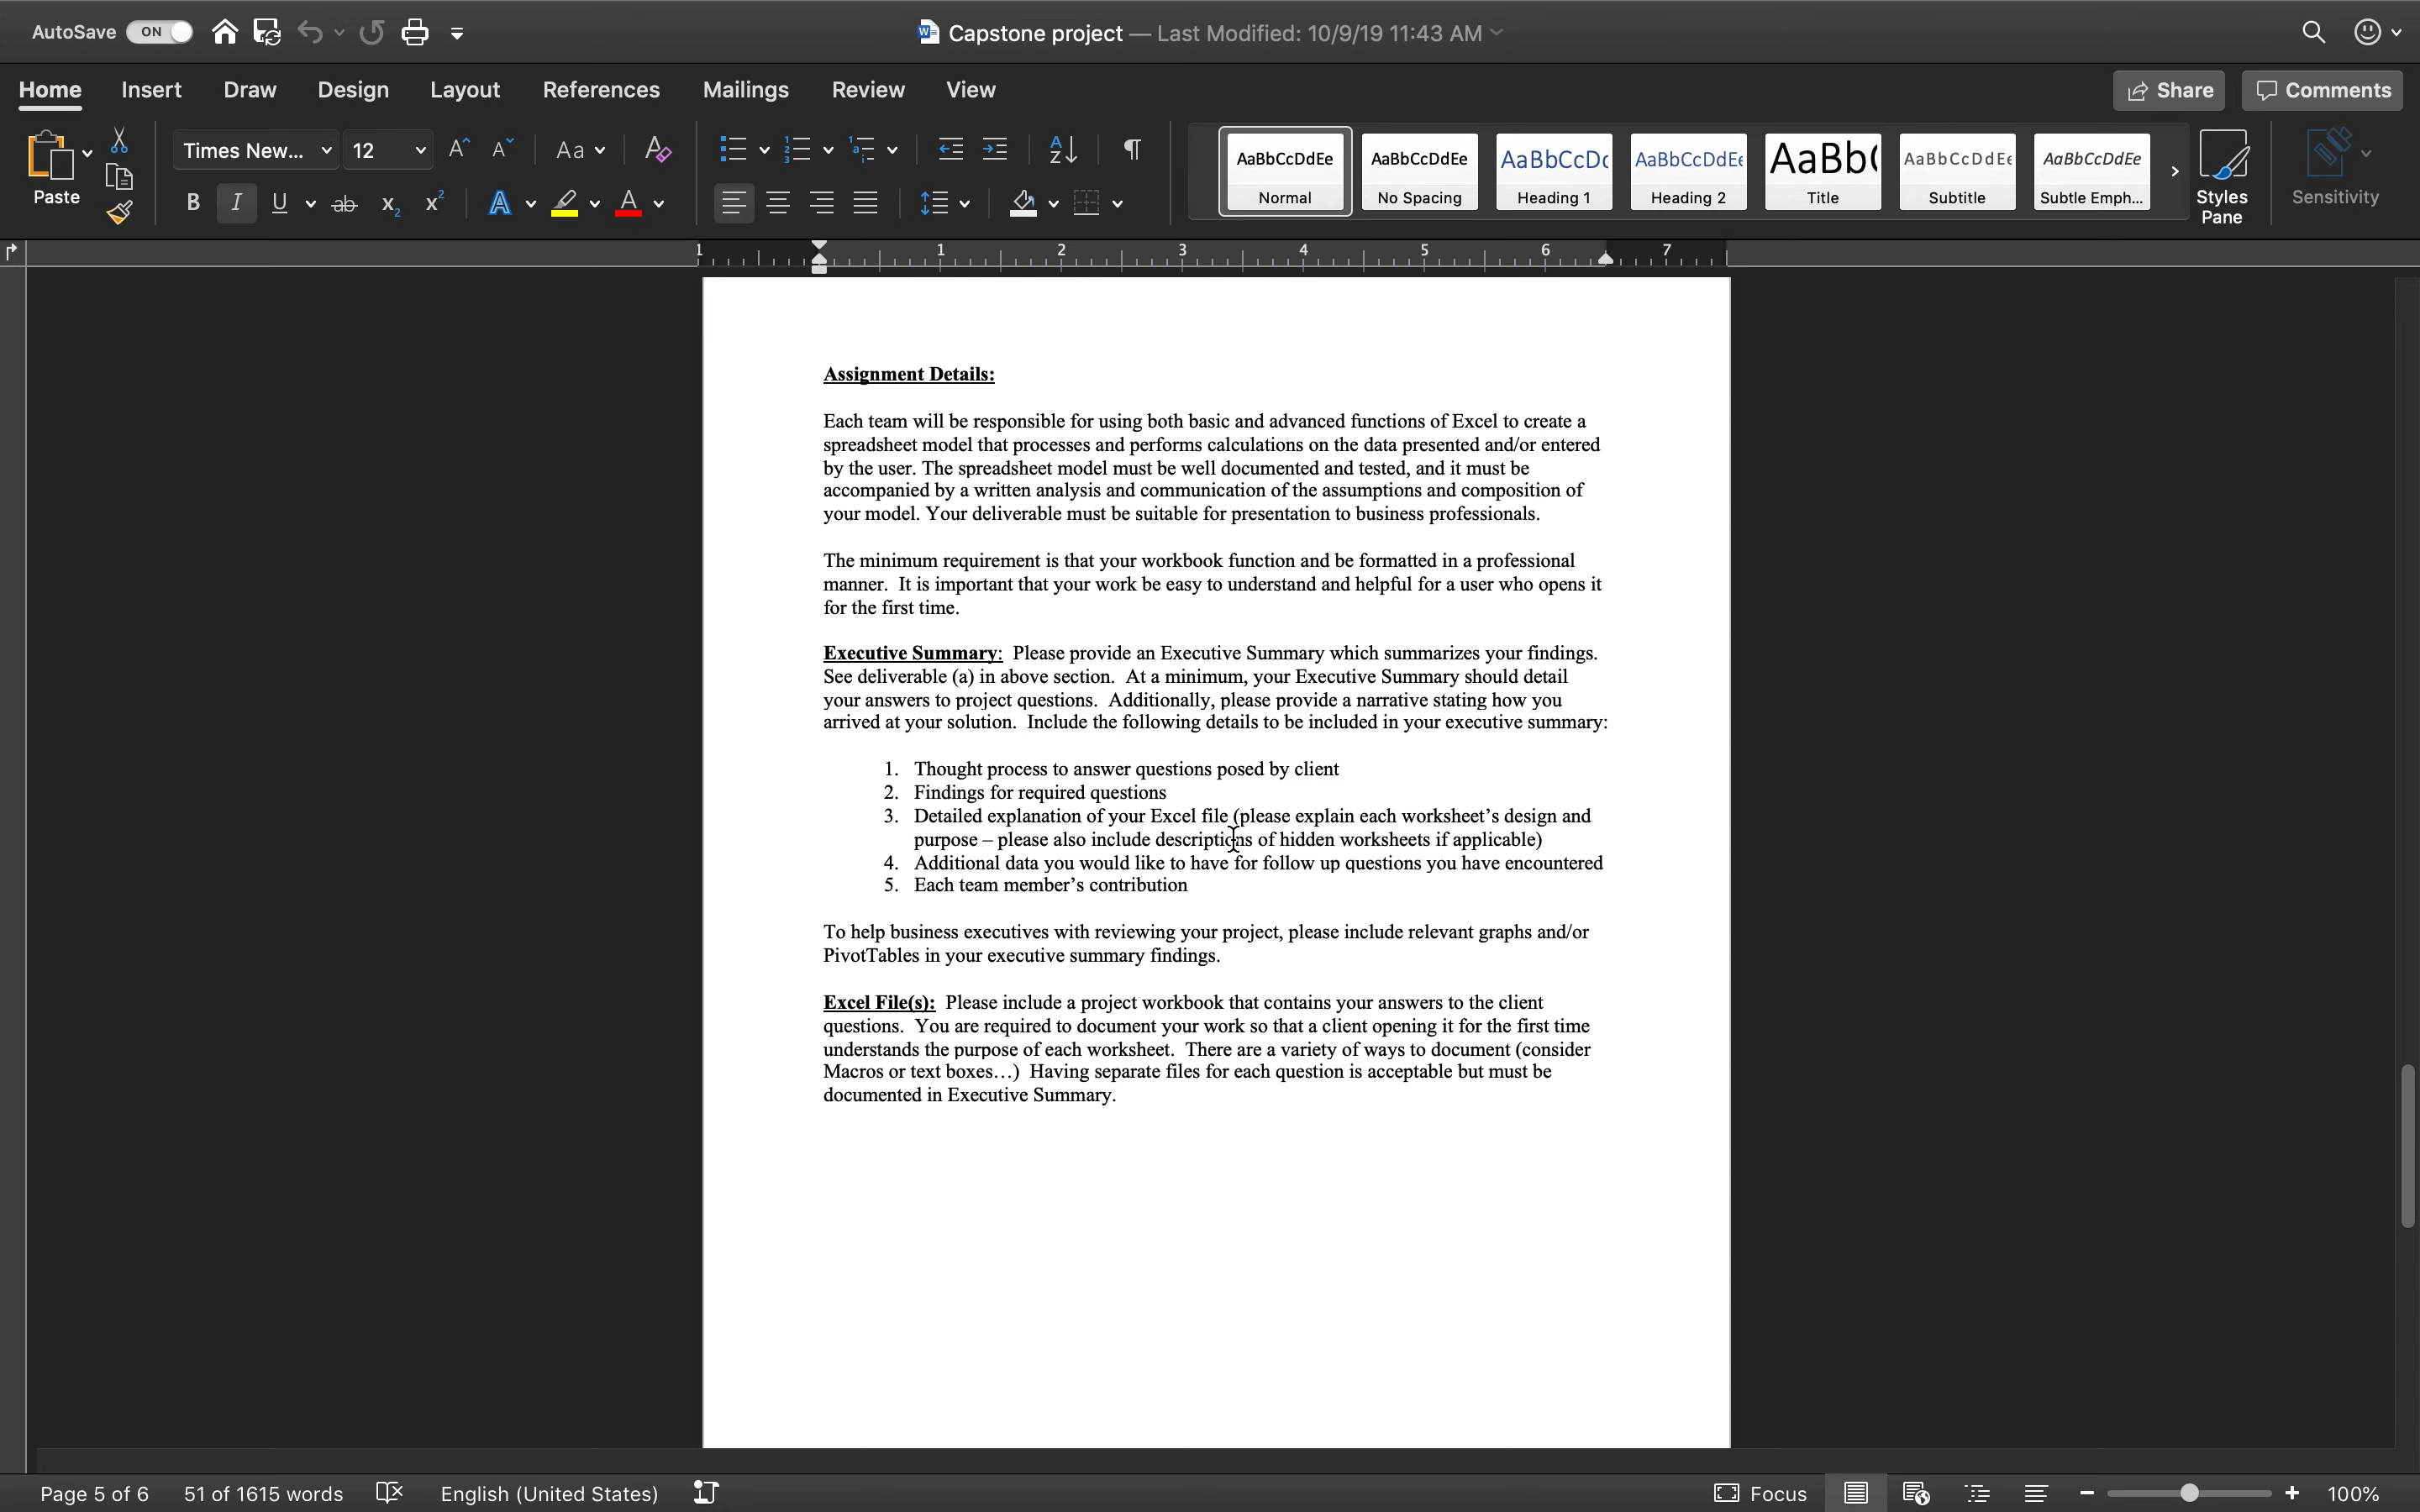 AutoSave ON
Capstone project — Last Modified: 10/9/19 11:43 AM
Home Insert Draw Design Layout References Mailings Review View
Share Comments
Paste
Times New... 12
Aa
B I U ab X₂ X² A A
AaBbCcDdEe AaBbCcDdEe AaBbCcDc AaBbCcDdEe AaBb( AaBbCcDdEe AaBbCcDdEe
Normal No Spacing Heading 1 Heading 2 Title Subtitle Subtle Emph...
Styles
Pane
Sensitivity
1 1 2 3 4 5 6 7
Assignment Details:
Each team will be responsible for using both basic and advanced functions of Excel to create a
spreadsheet model that processes and performs calculations on the data presented and/or entered
by the user. The spreadsheet model must be well documented and tested, and it must be
accompanied by a written analysis and communication of the assumptions and composition of
your model. Your deliverable must be suitable for presentation to business professionals.
The minimum requirement is that your workbook function and be formatted in a professional
manner.  It is important that your work be easy to understand and helpful for a user who opens it
for the first time.
Executive Summary:  Please provide an Executive Summary which summarizes your findings.
See deliverable (a) in above section.  At a minimum, your Executive Summary should detail
your answers to project questions.  Additionally, please provide a narrative stating how you
arrived at your solution.  Include the following details to be included in your executive summary:
1. Thought process to answer questions posed by client
2. Findings for required questions
3. Detailed explanation of your Excel file (please explain each worksheet’s design and
purpose – please also include descriptions of hidden worksheets if applicable)
4. Additional data you would like to have for follow up questions you have encountered
5. Each team member’s contribution
To help business executives with reviewing your project, please include relevant graphs and/or
PivotTables in your executive summary findings.
Excel File(s):  Please include a project workbook that contains your answers to the client
questions.  You are required to document your work so that a client opening it for the first time
understands the purpose of each worksheet.  There are a variety of ways to document (consider
Macros or text boxes…)  Having separate files for each question is acceptable but must be
documented in Executive Summary.
Page 5 of 6 51 of 1615 words English (United States) Focus 100%